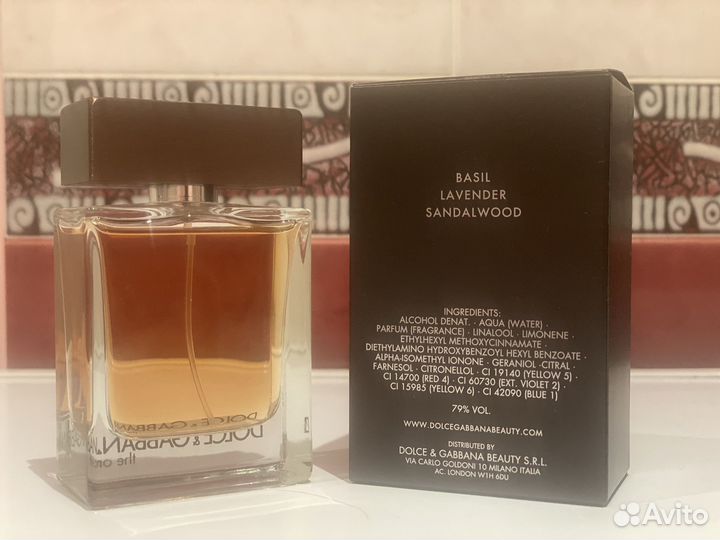 BASIL
LAVENDER
SANDALWOOD
INGREDIENTS:
ALCOHOL DENAT. · AQUA (WATER) ·
PARFUM (FRAGRANCE) · LINALOOL · LIMONENE ·
ETHYLHEXYL METHOXYCINNAMATE ·
DIETHYLAMINO HYDROXYBENZOYL HEXYL BENZOATE ·
ALPHA-ISOMETHYL IONONE · GERANIOL · CITRAL ·
FARNESOL · CITRONELLOL · CI 19140 (YELLOW 5) ·
CI 14700 (RED 4) · CI 60730 (EXT. VIOLET 2) ·
CI 15985 (YELLOW 6) · CI 42090 (BLUE 1)
79% VOL.
WWW.DOLCEGABBANABEAUTY.COM
DISTRIBUTED BY
DOLCE & GABBANA BEAUTY S.R.L.
VIA CARLO GOLDONI 10 MILANO ITALIA
AC. LONDON W1H 6DU
DOLCE & GABBANA
DOLCE & GABBANA
the one
Avito